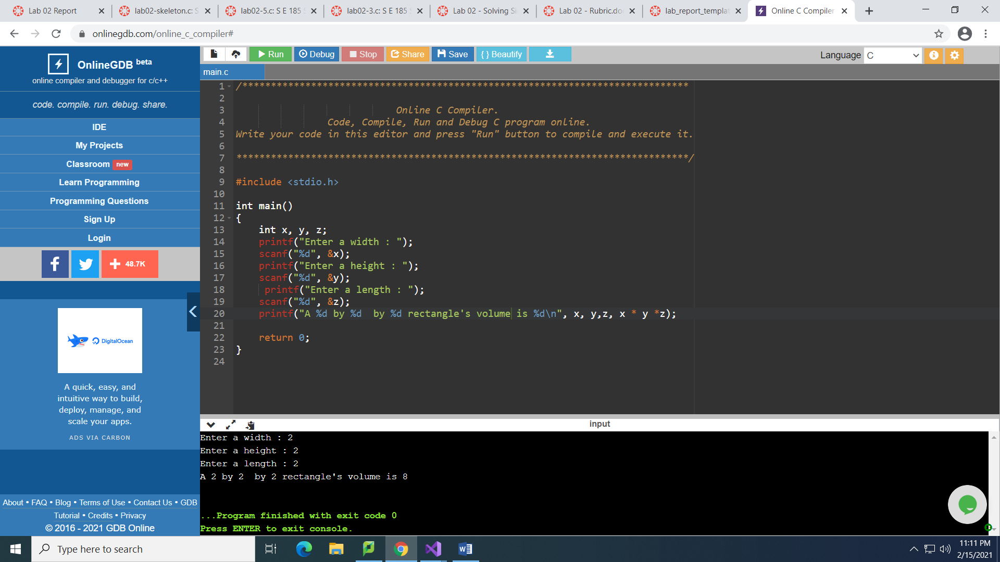 Lab 02 Report
lab02-skeleton.c: S
lab02-5.c: S E 185 S
lab02-3.c: S E 185 S
Lab 02 - Solving Si
Lab 02 - Rubric.do
lab_report_templat
Online C Compiler
onlinegdb.com/online_c_compiler#
OnlineGDB beta
online compiler and debugger for c/c++
code. compile. run. debug. share.
IDE
My Projects
Classroom new
Learn Programming
Programming Questions
Sign Up
Login
f
+ 48.7K
DigitalOcean
A quick, easy, and
intuitive way to build,
deploy, manage, and
scale your apps.
ADS VIA CARBON
About • FAQ • Blog • Terms of Use • Contact Us • GDB
Tutorial • Credits • Privacy
© 2016 - 2021 GDB Online
Run
Debug
Stop
Share
Save
{ } Beautify
Language C
main.c
1 /******************************************************************************
2
3 Online C Compiler.
4 Code, Compile, Run and Debug C program online.
5 Write your code in this editor and press "Run" button to compile and execute it.
6
7 *******************************************************************************/
8
9 #include <stdio.h>
10
11 int main()
12 {
13 int x, y, z;
14 printf("Enter a width : ");
15 scanf("%d", &x);
16 printf("Enter a height : ");
17 scanf("%d", &y);
18 printf("Enter a length : ");
19 scanf("%d", &z);
20 printf("A %d by %d  by %d rectangle's volume is %d\n", x, y,z, x * y *z);
21
22 return 0;
23 }
24
input
Enter a width : 2
Enter a height : 2
Enter a length : 2
A 2 by 2  by 2 rectangle's volume is 8
...Program finished with exit code 0
Press ENTER to exit console.
Type here to search
11:11 PM
2/15/2021